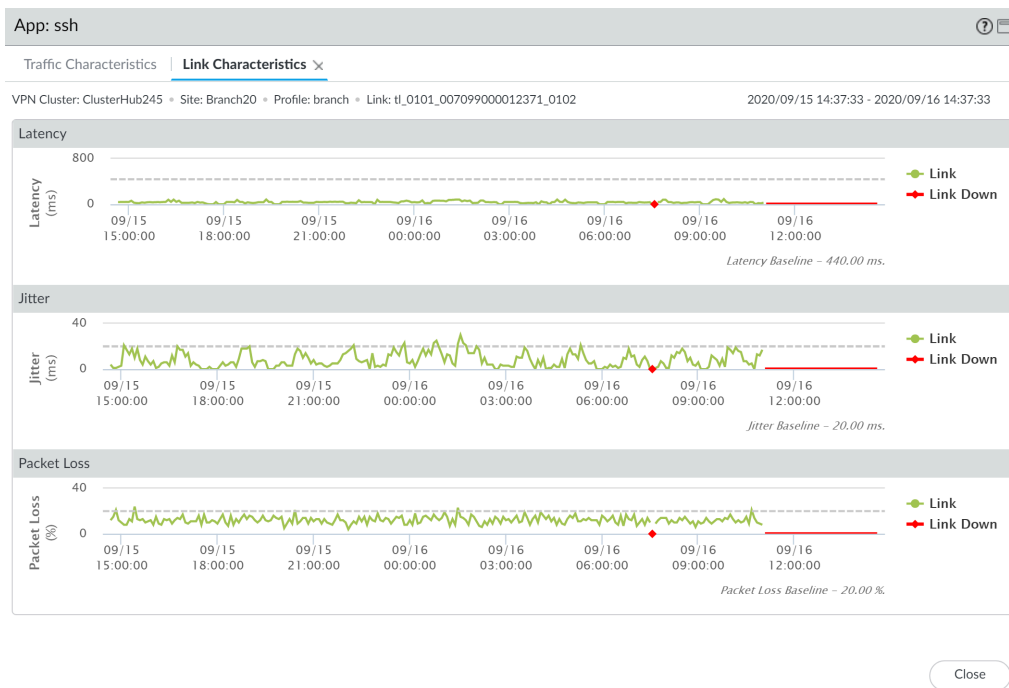 App: ssh
?
Traffic Characteristics
Link Characteristics
VPN Cluster: ClusterHub245 • Site: Branch20 • Profile: branch • Link: tl_0101_007099000012371_0102
2020/09/15 14:37:33 - 2020/09/16 14:37:33
Latency
Latency
(ms)
800
0
09/15 09/15 09/15 09/16 09/16 09/16 09/16 09/16
15:00:00 18:00:00 21:00:00 00:00:00 03:00:00 06:00:00 09:00:00 12:00:00
Link
Link Down
Latency Baseline – 440.00 ms.
Jitter
Jitter
(ms)
40
0
09/15 09/15 09/15 09/16 09/16 09/16 09/16 09/16
15:00:00 18:00:00 21:00:00 00:00:00 03:00:00 06:00:00 09:00:00 12:00:00
Link
Link Down
Jitter Baseline – 20.00 ms.
Packet Loss
Packet Loss
(%)
40
0
09/15 09/15 09/15 09/16 09/16 09/16 09/16 09/16
15:00:00 18:00:00 21:00:00 00:00:00 03:00:00 06:00:00 09:00:00 12:00:00
Link
Link Down
Packet Loss Baseline – 20.00 %.
Close